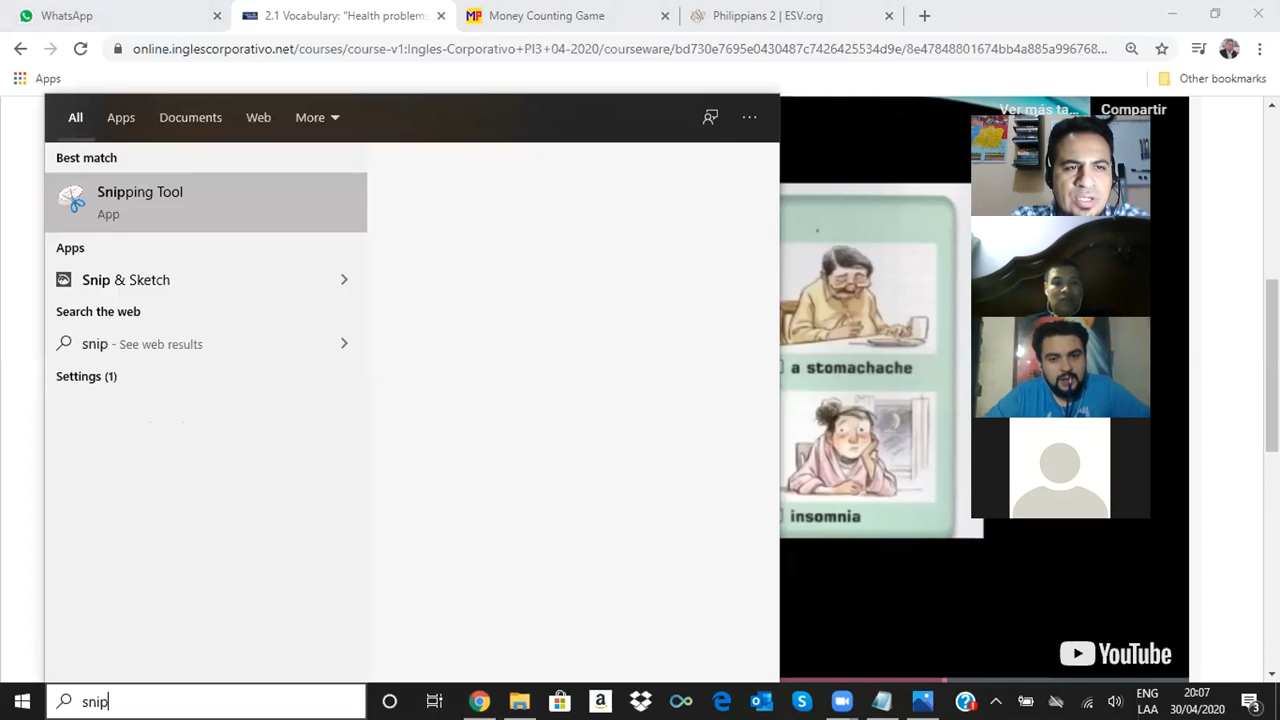 WhatsApp
2.1 Vocabulary: "Health problems
Money Counting Game
Philippians 2 | ESV.org
online.inglescorporativo.net/courses/course-v1:Ingles-Corporativo+PI3+04-2020/courseware/bd730e7695e0430487c7426425534d9e/8e47848801674bb4a885a996768...
Apps
Other bookmarks
All
Apps
Documents
Web
More
Ver más ta...
Compartir
Best match
Snipping Tool
App
Apps
Snip & Sketch
Search the web
snip - See web results
Settings (1)
a stomachache
insomnia
YouTube
snip
ENG
LAA
20:07
30/04/2020
3